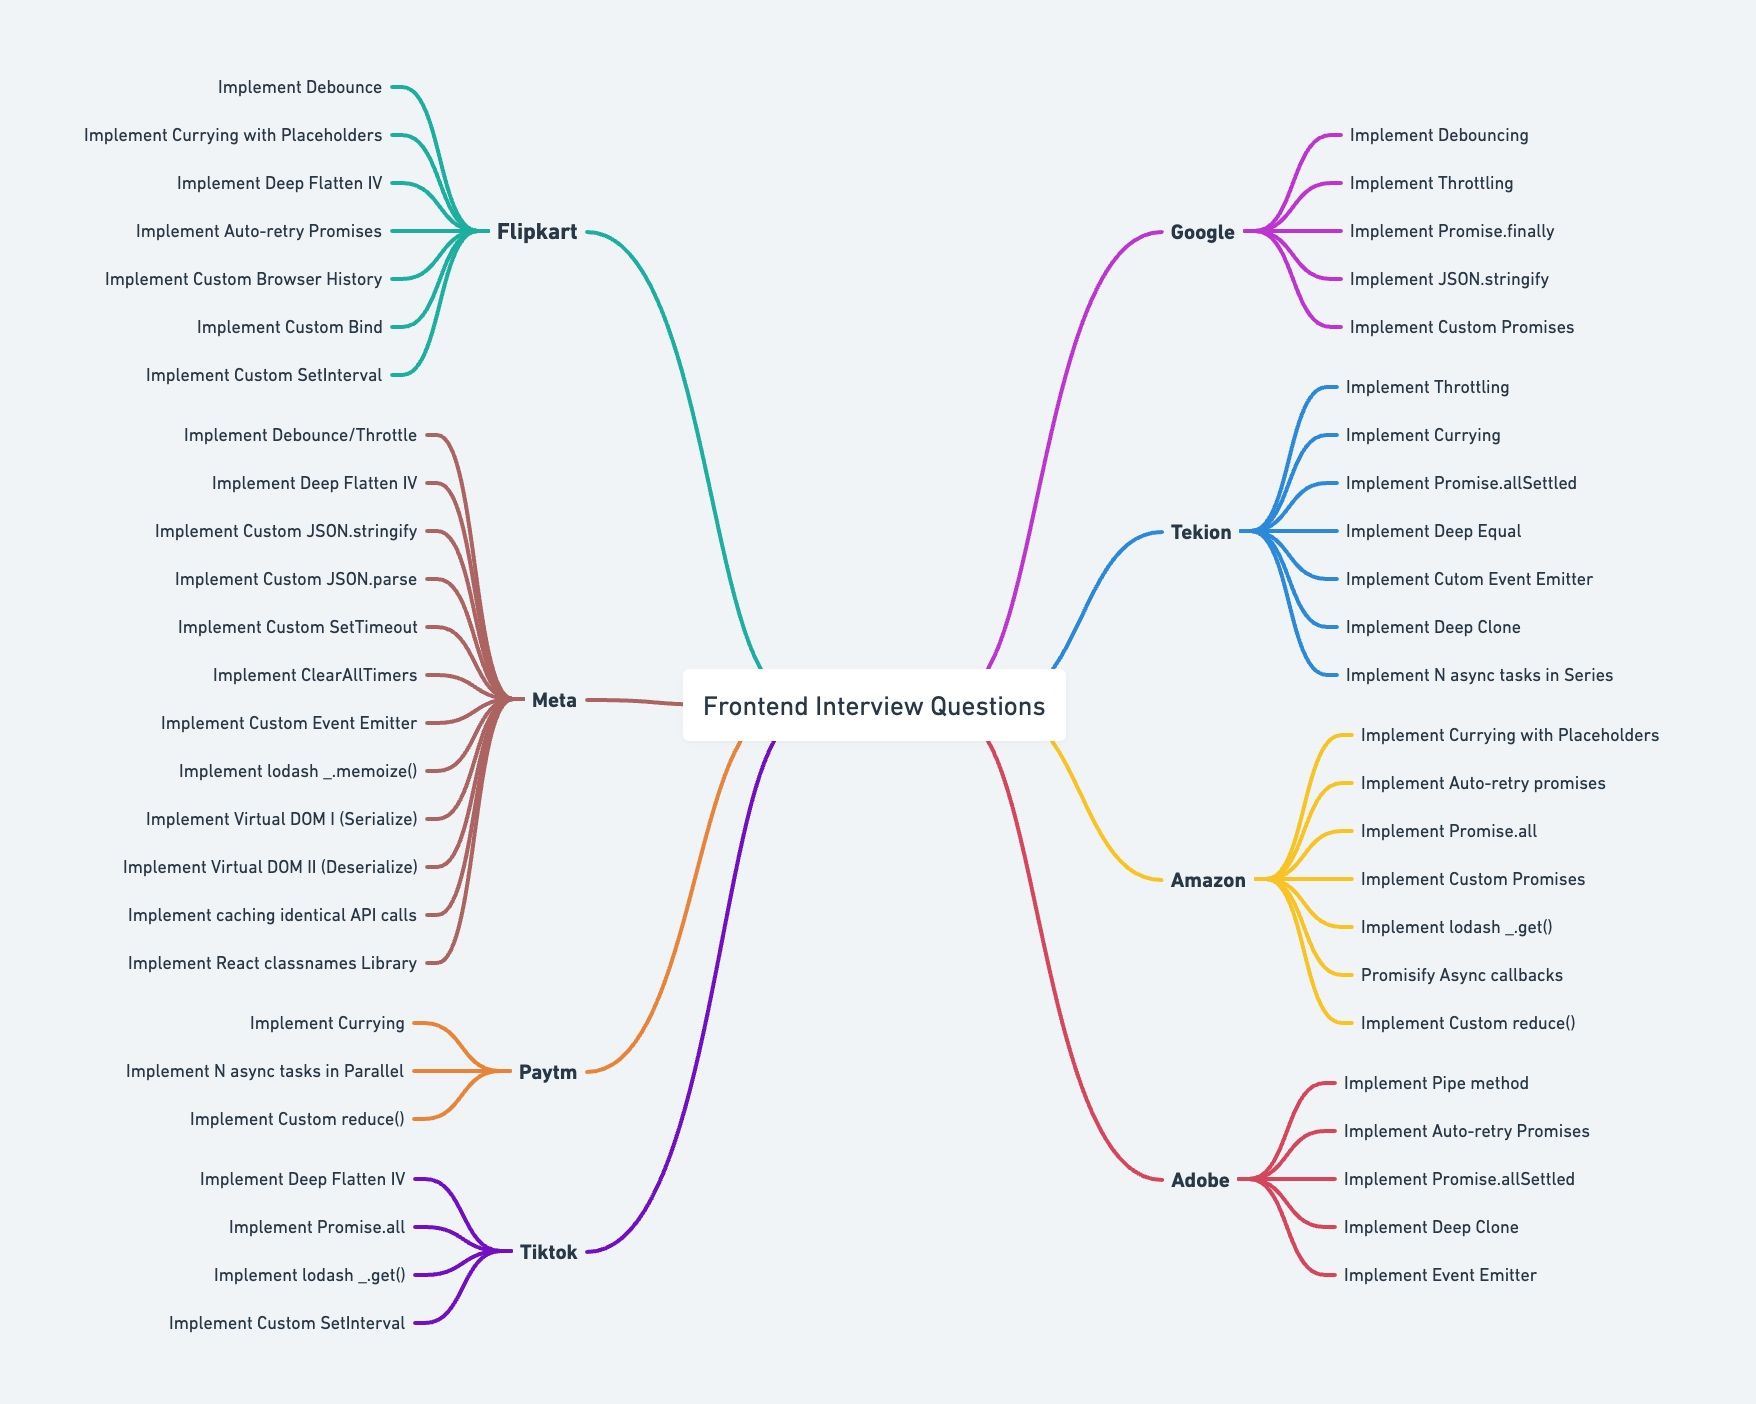 Frontend Interview Questions
Flipkart
Implement Debounce
Implement Currying with Placeholders
Implement Deep Flatten IV
Implement Auto-retry Promises
Implement Custom Browser History
Implement Custom Bind
Implement Custom SetInterval
Meta
Implement Debounce/Throttle
Implement Deep Flatten IV
Implement Custom JSON.stringify
Implement Custom JSON.parse
Implement Custom SetTimeout
Implement ClearAllTimers
Implement Custom Event Emitter
Implement lodash _.memoize()
Implement Virtual DOM I (Serialize)
Implement Virtual DOM II (Deserialize)
Implement caching identical API calls
Implement React classnames Library
Paytm
Implement Currying
Implement N async tasks in Parallel
Implement Custom reduce()
Tiktok
Implement Deep Flatten IV
Implement Promise.all
Implement lodash _.get()
Implement Custom SetInterval
Google
Implement Debouncing
Implement Throttling
Implement Promise.finally
Implement JSON.stringify
Implement Custom Promises
Tekion
Implement Throttling
Implement Currying
Implement Promise.allSettled
Implement Deep Equal
Implement Cutom Event Emitter
Implement Deep Clone
Implement N async tasks in Series
Amazon
Implement Currying with Placeholders
Implement Auto-retry promises
Implement Promise.all
Implement Custom Promises
Implement lodash _.get()
Promisify Async callbacks
Implement Custom reduce()
Adobe
Implement Pipe method
Implement Auto-retry Promises
Implement Promise.allSettled
Implement Deep Clone
Implement Event Emitter